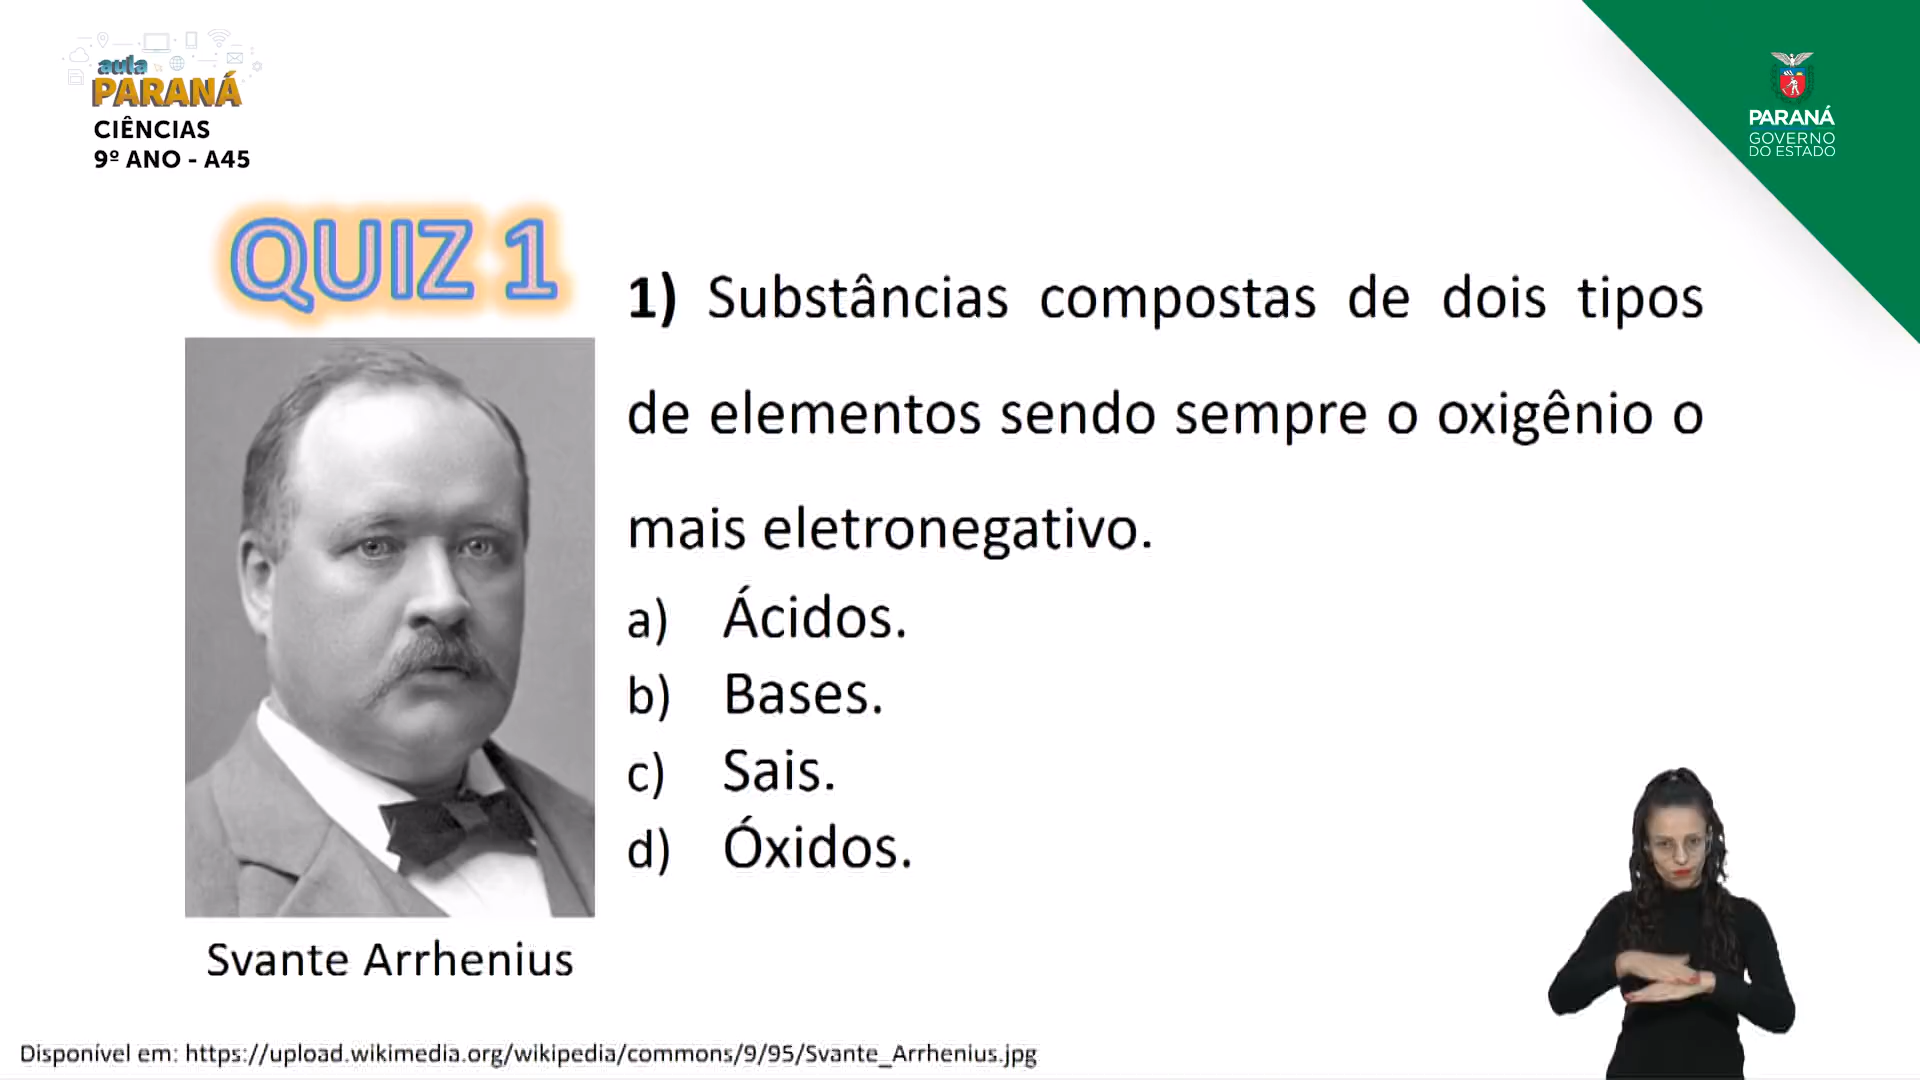 aula
PARANÁ
CIÊNCIAS
9º ANO - A45
PARANÁ
GOVERNO
DO ESTADO
QUIZ 1
1) Substâncias compostas de dois tipos
de elementos sendo sempre o oxigênio o
mais eletronegativo.
a) Ácidos.
b) Bases.
c) Sais.
d) Óxidos.
Svante Arrhenius
Disponível em: https://upload.wikimedia.org/wikipedia/commons/9/95/Svante_Arrhenius.jpg